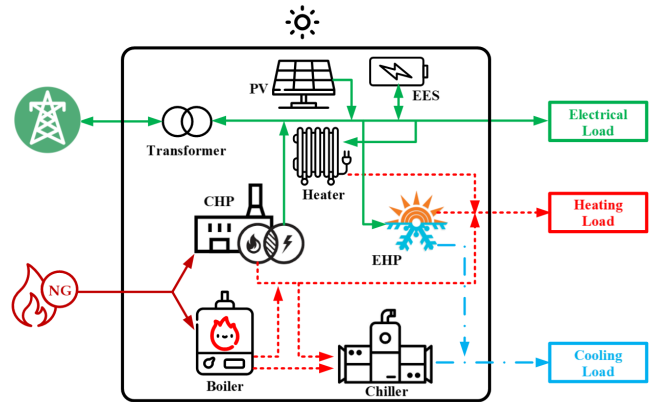 PV
EES
Electrical
Load
Transformer
Heater
CHP
Heating
Load
EHP
NG
Boiler
Chiller
Cooling
Load